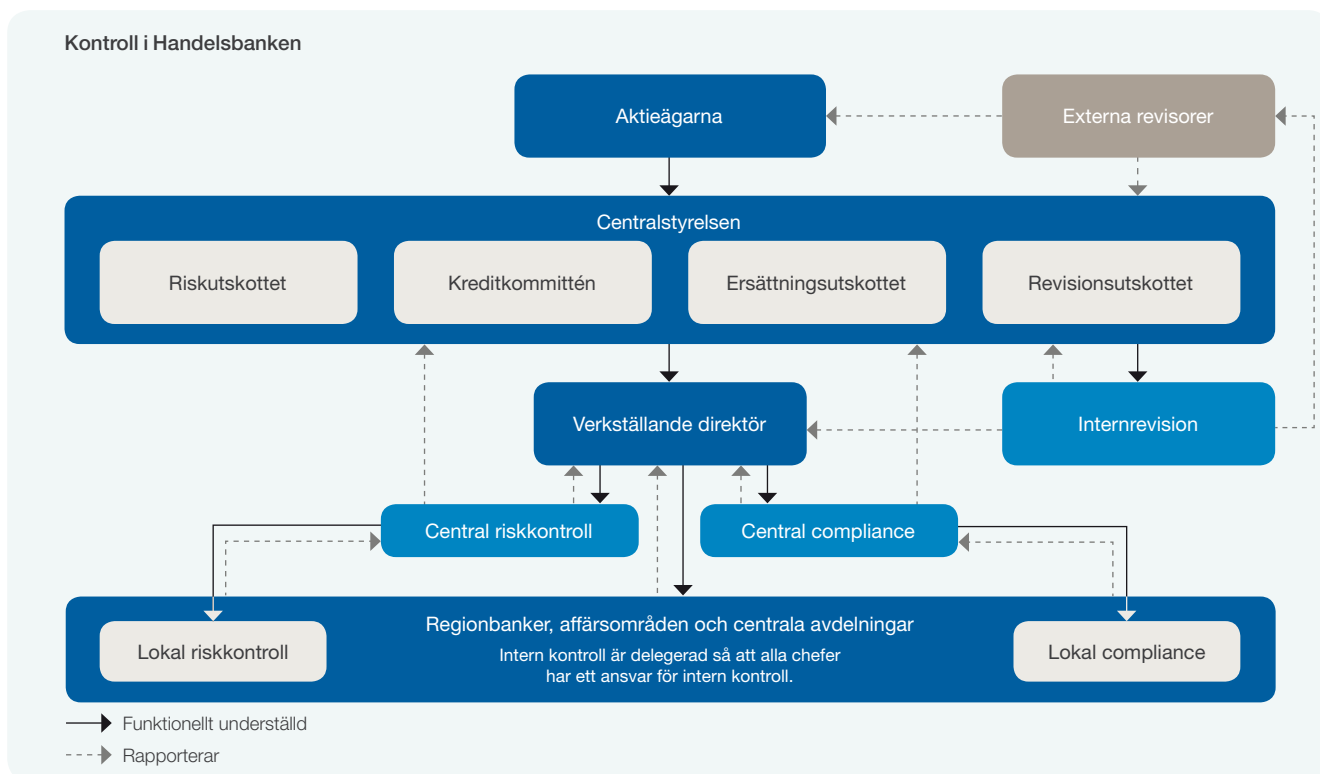 Kontroll i Handelsbanken
Aktieägarna
Externa revisorer
Centralstyrelsen
Riskutskottet
Kreditkommittén
Ersättningsutskottet
Revisionsutskottet
Verkställande direktör
Internrevision
Central riskkontroll
Central compliance
Regionbanker, affärsområden och centrala avdelningar
Lokal riskkontroll
Intern kontroll är delegerad så att alla chefer
har ett ansvar för intern kontroll.
Lokal compliance
Funktionellt underställd
Rapporterar